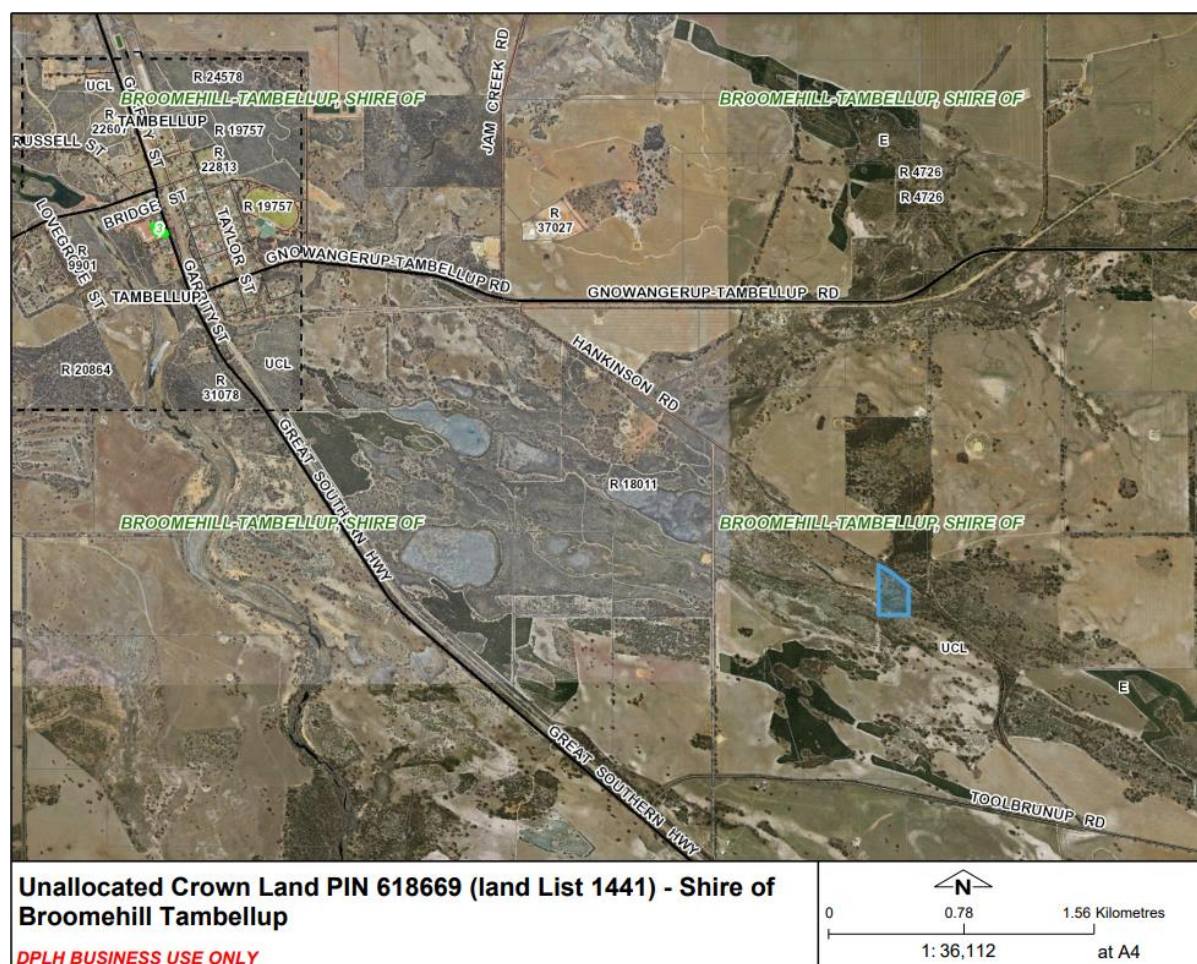 R 24578
UCL
BROOMEHILL-TAMBELLUP, SHIRE OF
BROOMEHILL-TAMBELLUP, SHIRE OF
JAM CREEK RD
R
22607
TAMBELLUP
R 19757
RUSSELL ST
GARRITY ST
R
22813
E
R 4726
R 4726
BRIDGE ST
R 19757
R
37027
LOVEGROVE ST
TAYLOR ST
R
9901
GNOWANGERUP-TAMBELLUP RD
GNOWANGERUP-TAMBELLUP RD
TAMBELLUP
GARRITY ST
HANKINSON RD
R 20864
UCL
R
31078
GREAT SOUTHERN HWY
R 18011
BROOMEHILL-TAMBELLUP, SHIRE OF
BROOMEHILL-TAMBELLUP, SHIRE OF
UCL
E
GREAT SOUTHERN HWY
TOOLBRUNUP RD
Unallocated Crown Land PIN 618669 (land List 1441) - Shire of
Broomehill Tambellup
DPLH BUSINESS USE ONLY
N
0 0.78 1.56 Kilometres
1: 36,112 at A4